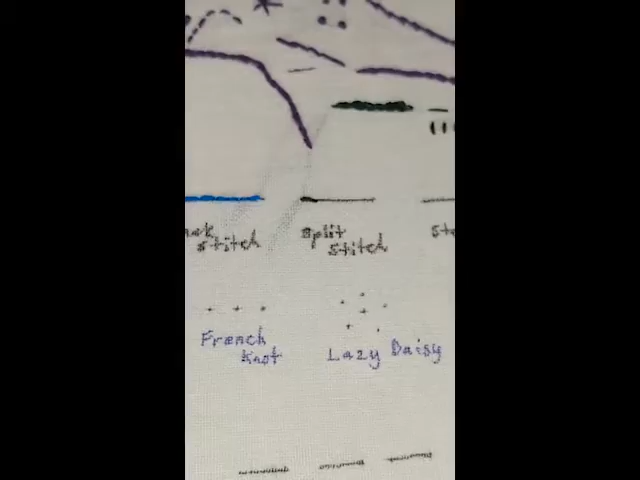 split
stitch
stitch
French
Knot
Lazy Daisy